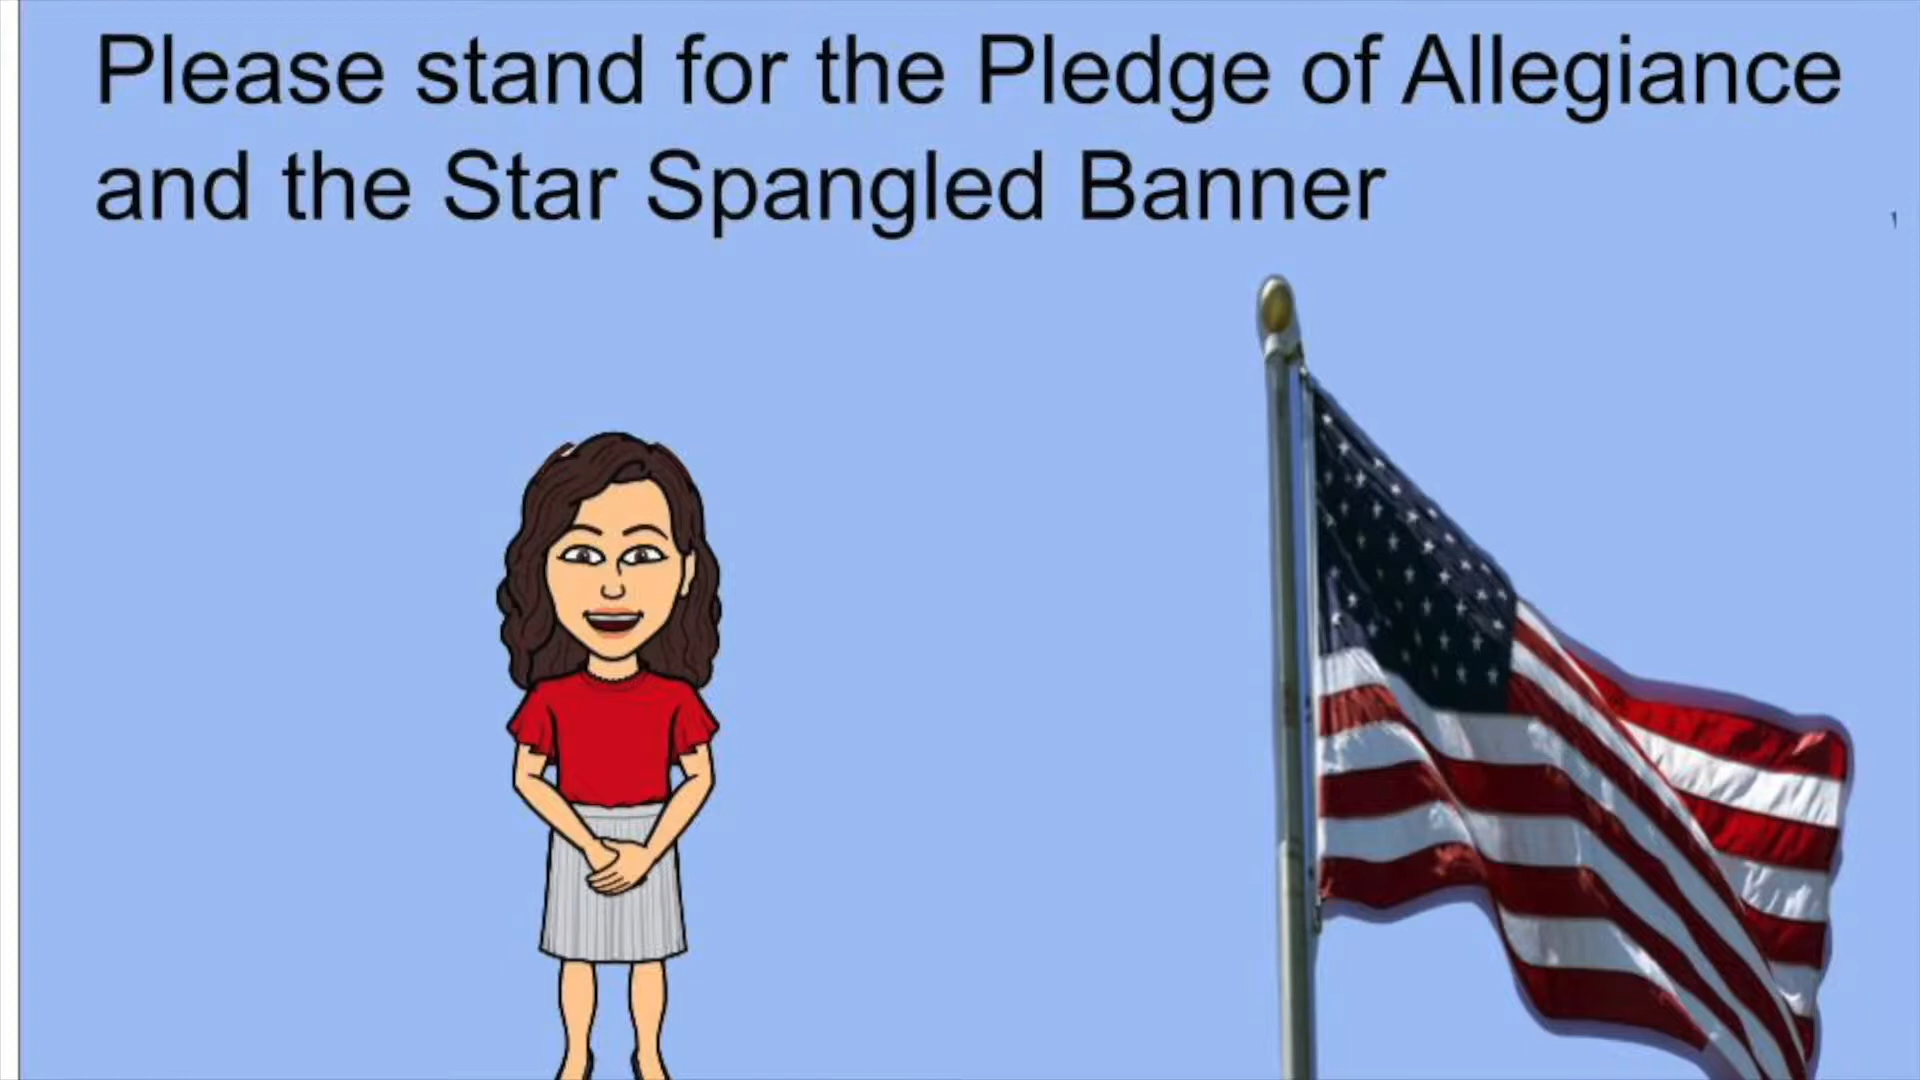 Please stand for the Pledge of Allegiance
and the Star Spangled Banner